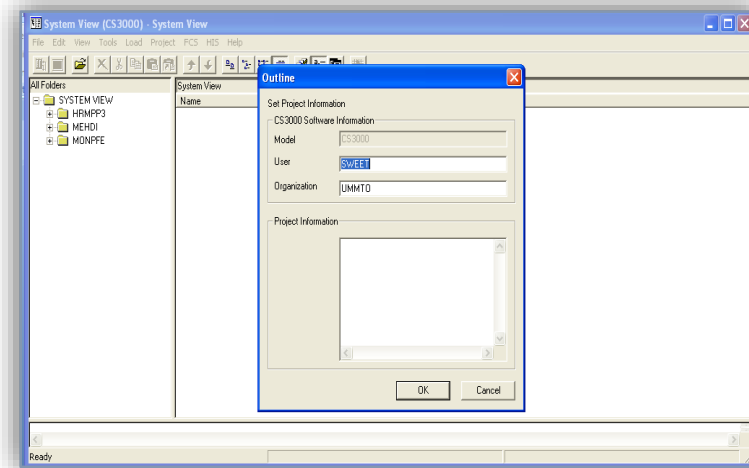 System View (CS3000) - System View
File Edit View Tools Load Project FCS HIS Help
All Folders
System View
SYSTEM VIEW
HRMPP3
MEHDI
MONPFE
Name
Outline
Set Project Information
CS3000 Software Information
Model
CS3000
User
SWEET
Organization
UMMTO
Project Information
OK
Cancel
Ready